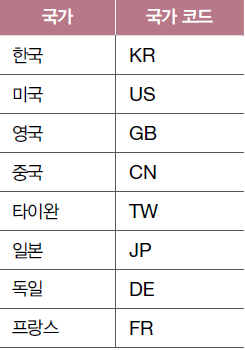 국가 국가 코드
한국 KR
미국 US
영국 GB
중국 CN
타이완 TW
일본 JP
독일 DE
프랑스 FR